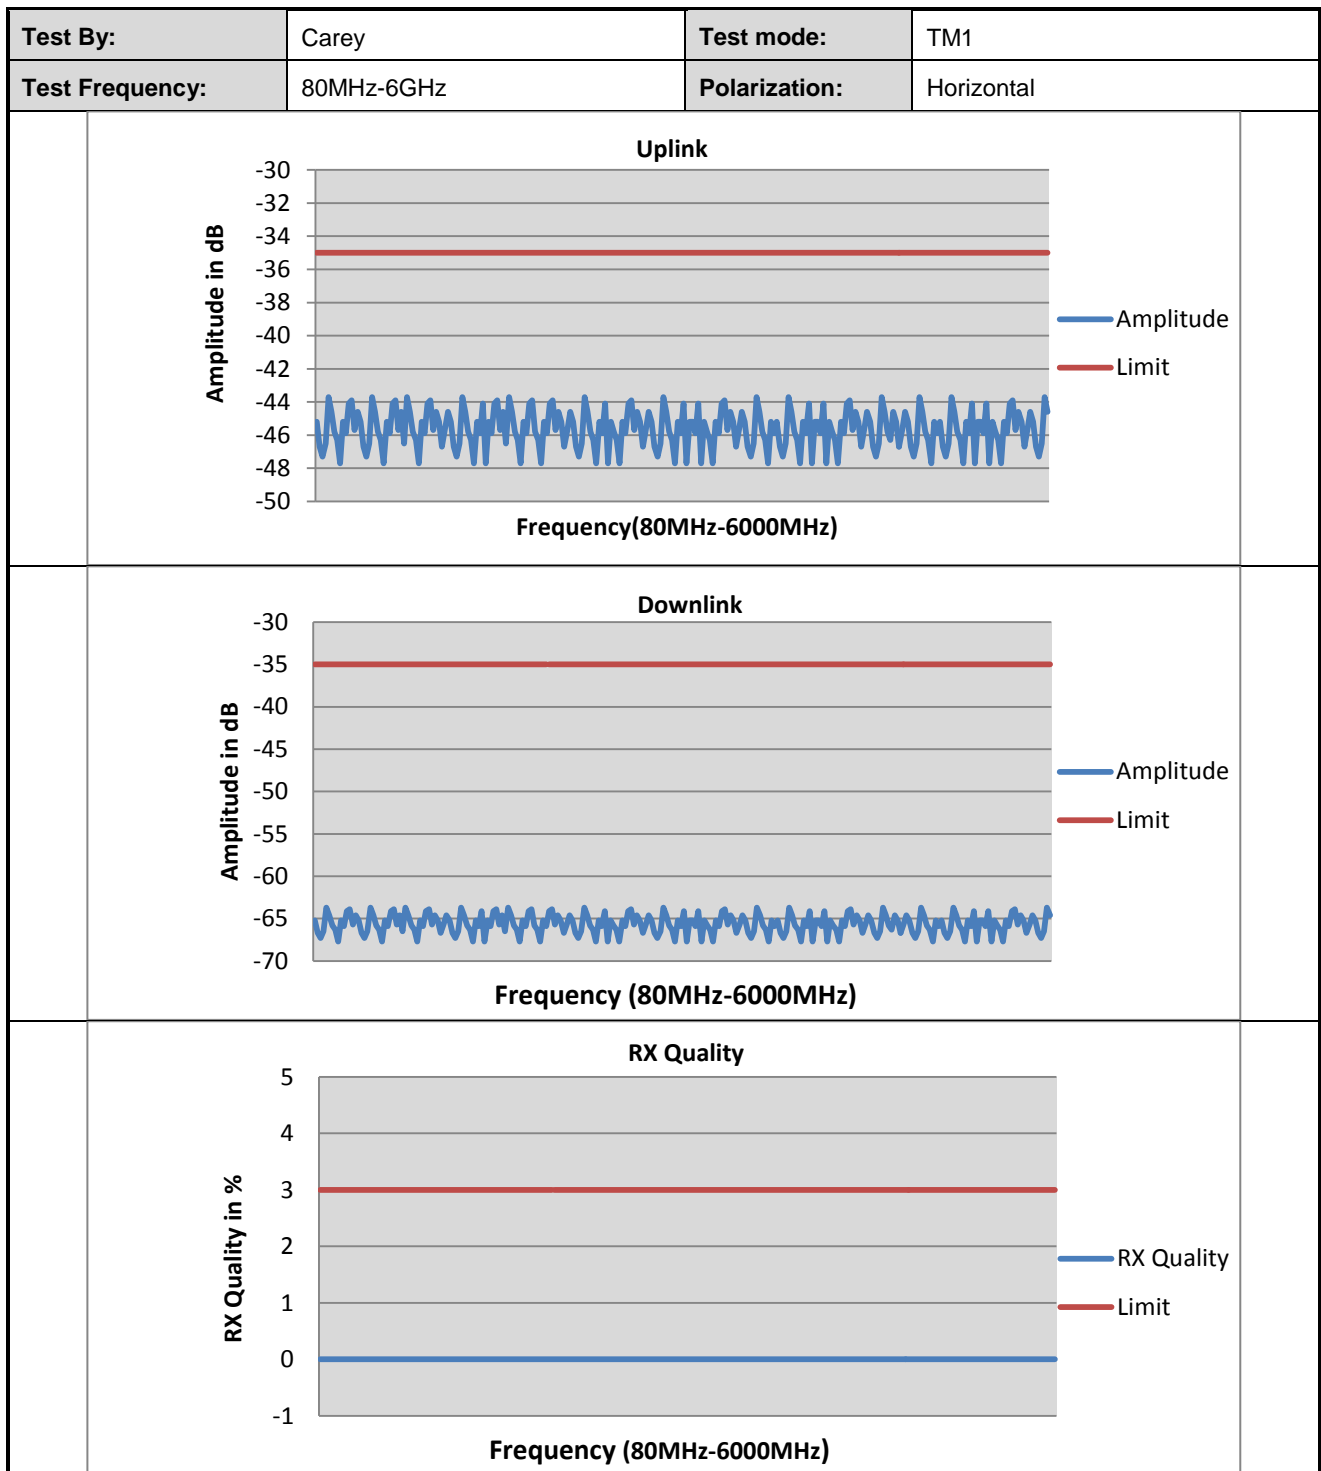 Test By: Carey Test mode: TM1
Test Frequency: 80MHz-6GHz Polarization: Horizontal
Uplink
-30
-32
-34
-36
-38
-40
-42
-44
-46
-48
-50
Amplitude in dB
Amplitude
Limit
Frequency(80MHz-6000MHz)
Downlink
-30
-35
-40
-45
-50
-55
-60
-65
-70
Amplitude in dB
Amplitude
Limit
Frequency (80MHz-6000MHz)
RX Quality
5
4
3
2
1
0
-1
RX Quality in %
RX Quality
Limit
Frequency (80MHz-6000MHz)